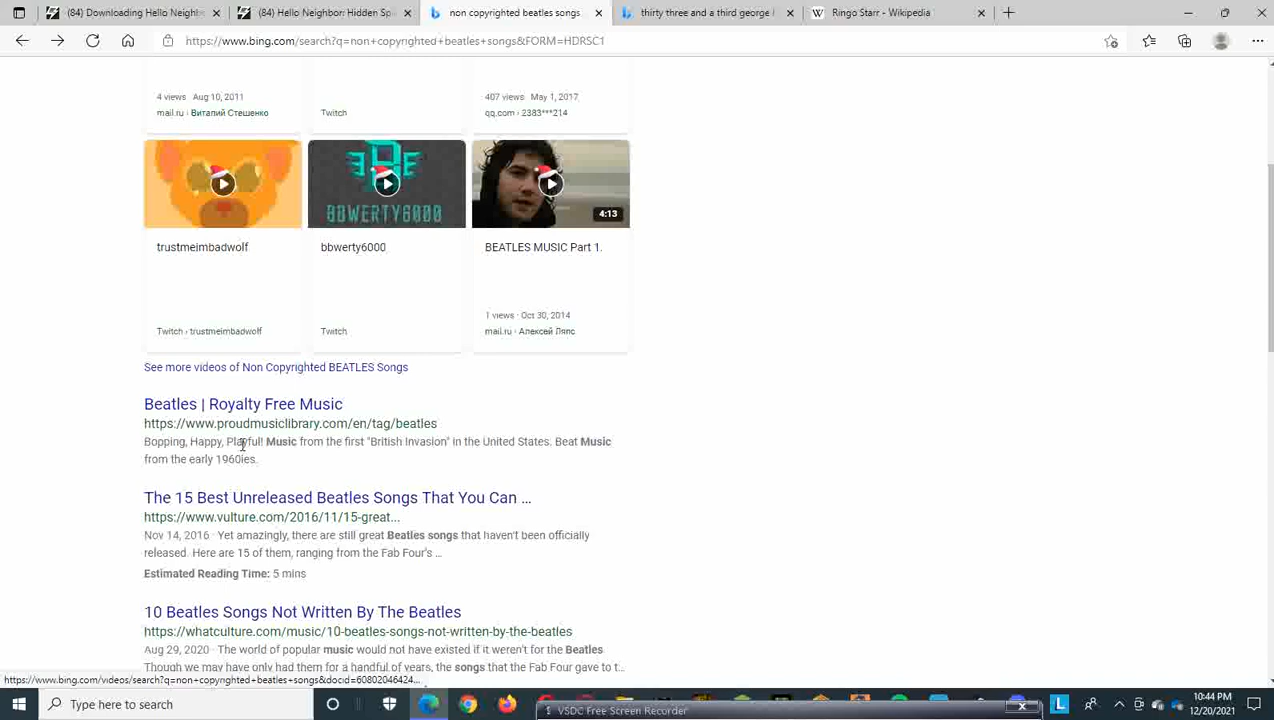 (84) Downloading Hello Neighb
(84) Hello Neighbor Hidden Sp
non copyrighted beatles songs
thirty three and a third george
Ringo Starr - Wikipedia
https://www.bing.com/search?q=non+copyrighted+beatles+songs&FORM=HDRSC1
4 views Aug 10, 2011
mail.ru › Виталий Стешенко
Twitch
407 views May 1, 2017
qq.com › 2383***214
BBWERTY6000
4:13
trustmeimbadwolf
bbwerty6000
BEATLES MUSIC Part 1.
1 views · Oct 30, 2014
Twitch › trustmeimbadwolf
Twitch
mail.ru › Алексей Ляпс
See more videos of Non Copyrighted BEATLES Songs
Beatles | Royalty Free Music
https://www.proudmusiclibrary.com/en/tag/beatles
Bopping, Happy, Playful! Music from the first "British Invasion" in the United States. Beat Music
from the early 1960ies.
The 15 Best Unreleased Beatles Songs That You Can ...
https://www.vulture.com/2016/11/15-great...
Nov 14, 2016 · Yet amazingly, there are still great Beatles songs that haven't been officially
released. Here are 15 of them, ranging from the Fab Four's ...
Estimated Reading Time: 5 mins
10 Beatles Songs Not Written By The Beatles
https://whatculture.com/music/10-beatles-songs-not-written-by-the-beatles
Aug 29, 2020 · The world of popular music would not have existed if it weren't for the Beatles.
Though we may have only had them for a handful of years, the songs that the Fab Four gave to t...
https://www.bing.com/videos/search?q=non+copyrighted+beatles+songs&docid=60802046424...
Type here to search
1 VSDC Free Screen Recorder
L
10:44 PM
12/20/2021